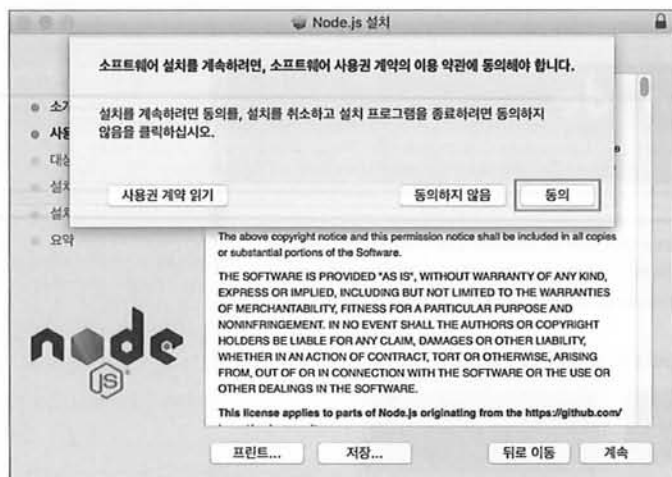 Node.js 설치
소프트웨어 설치를 계속하려면, 소프트웨어 사용권 계약의 이용 약관에 동의해야 합니다.
설치를 계속하려면 동의를, 설치를 취소하고 설치 프로그램을 종료하려면 동의하지
않음을 클릭하십시오.
사용권 계약 읽기
동의하지 않음
동의
대상
요약
The above copyright notice and this permission notice shall be included in all copies
or substantial portions of the Software.
THE SOFTWARE IS PROVIDED "AS IS", WITHOUT WARRANTY OF ANY KIND,
EXPRESS OR IMPLIED, INCLUDING BUT NOT LIMITED TO THE WARRANTIES
OF MERCHANTABILITY, FITNESS FOR A PARTICULAR PURPOSE AND
NONINFRINGEMENT. IN NO EVENT SHALL THE AUTHORS OR COPYRIGHT
HOLDERS BE LIABLE FOR ANY CLAIM, DAMAGES OR OTHER LIABILITY,
WHETHER IN AN ACTION OF CONTRACT, TORT OR OTHERWISE, ARISING
FROM, OUT OF OR IN CONNECTION WITH THE SOFTWARE OR THE USE OR
OTHER DEALINGS IN THE SOFTWARE.
This license applies to parts of Node.js originating from the https://github.com/
node
JS
프린트...
저장...
뒤로 이동
계속